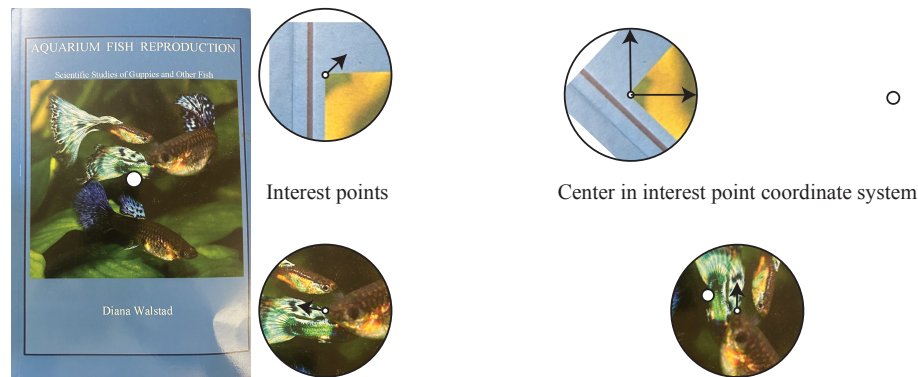 AQUARIUM FISH REPRODUCTION
Scientific Studies of Guppies and Other Fish
Diana Walstad
Interest points
Center in interest point coordinate system